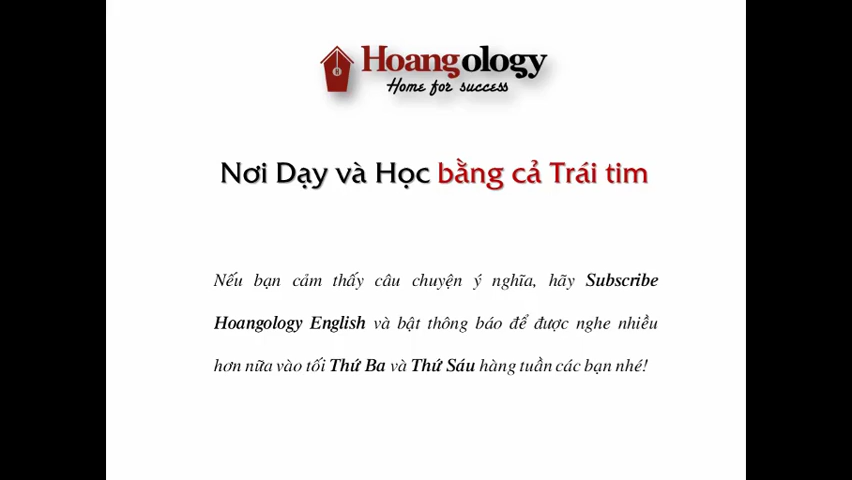 Hoangology
Home for success
Nơi Dạy và Học bằng cả Trái tim
Nếu bạn cảm thấy câu chuyện ý nghĩa, hãy Subscribe
Hoangology English và bật thông báo để được nghe nhiều
hơn nữa vào tối Thứ Ba và Thứ Sáu hàng tuần các bạn nhé!